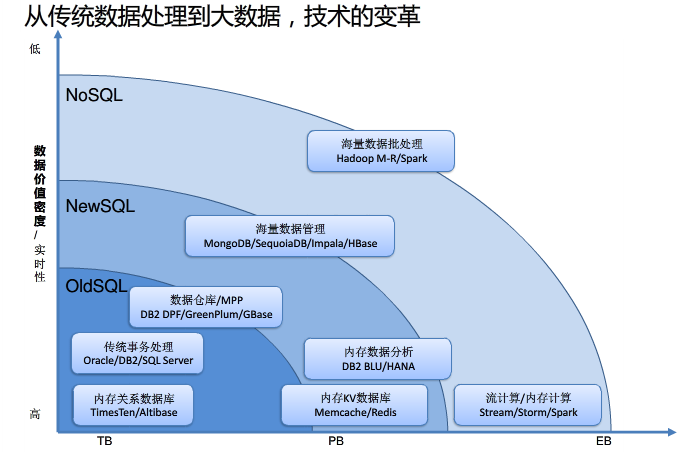 从传统数据处理到大数据，技术的变革
低
数据价值密度/实时性
高
NoSQL
海量数据批处理
Hadoop M-R/Spark
NewSQL
海量数据管理
MongoDB/SequoiaDB/Impala/HBase
OldSQL
数据仓库/MPP
DB2 DPF/GreenPlum/GBase
传统事务处理
Oracle/DB2/SQL Server
内存数据分析
DB2 BLU/HANA
内存关系数据库
TimesTen/Altibase
内存KV数据库
Memcache/Redis
流计算/内存计算
Stream/Storm/Spark
TB
PB
EB